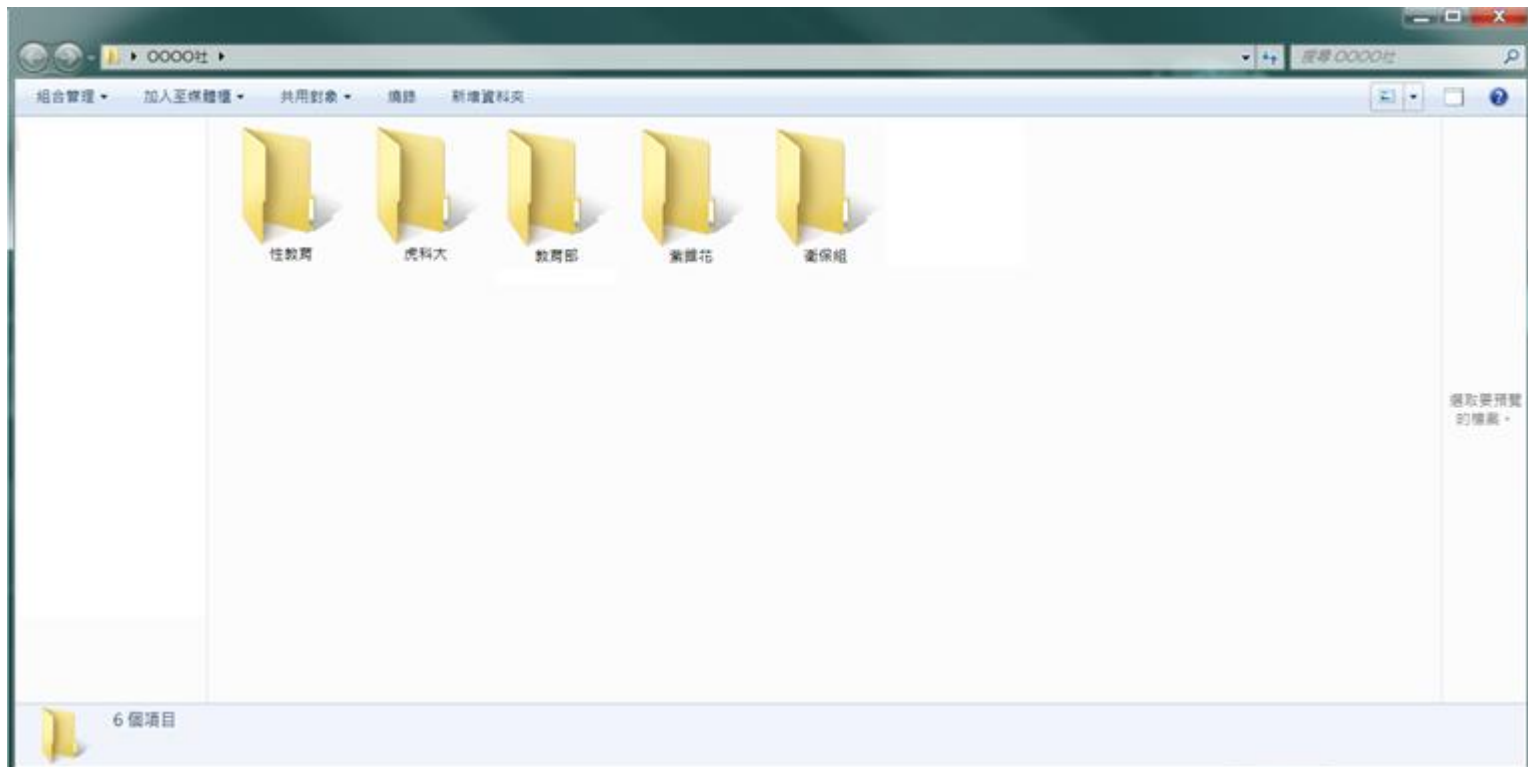 OOOO社
搜尋 OOOO社
組合管理 加入至媒體櫃 共用對象 燒錄 新增資料夾
性教育 虎科大 教育部 紫錐花 衛保組
選取要預覽
的檔案。
6 個項目